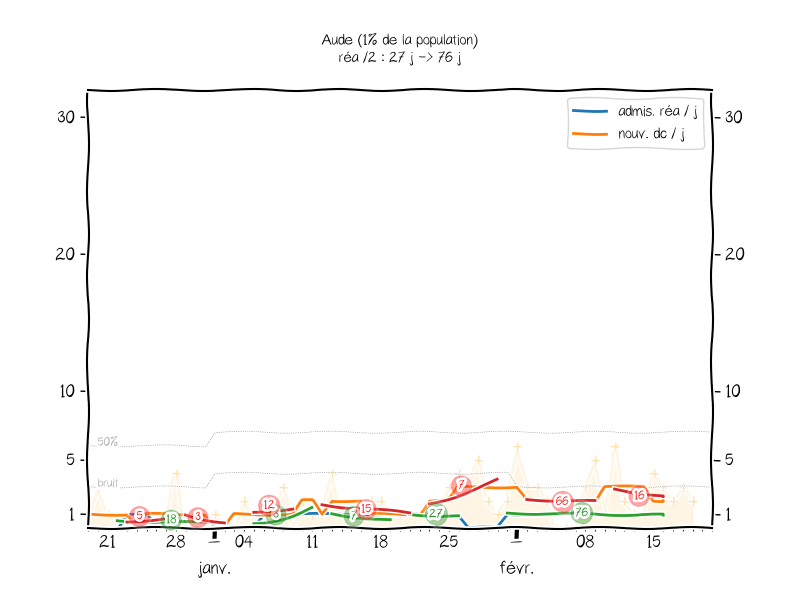 Aude (1% de la population)
réa /2 : 27 j -> 76 j
admis. réa / j
nouv. dc / j
30 30
20 20
10 10
50%
5 5
bruit
1 1
5 18 3 12 7 15 27 7 66 76 16
21 28 1 04 11 18 25 1 08 15
janv. févr.